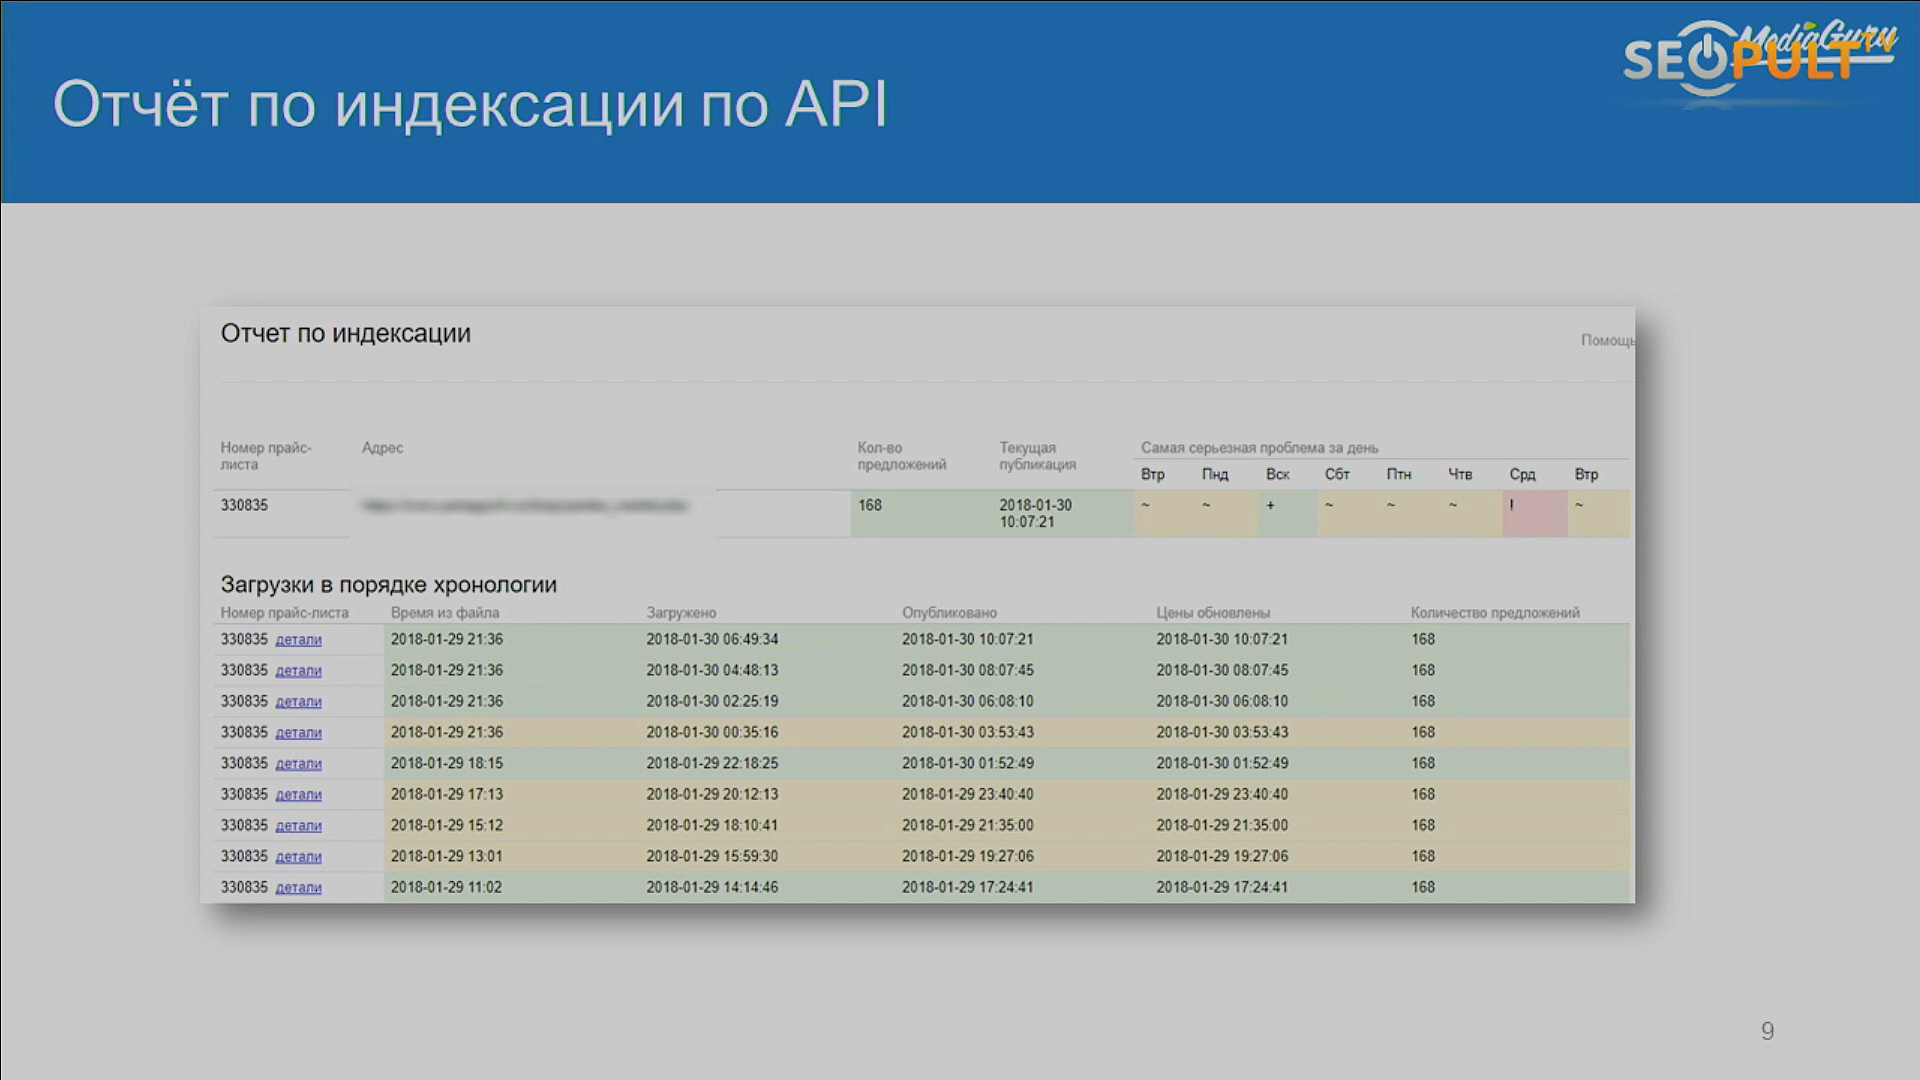 MediaGuru
SEOPULT TV
Отчёт по индексации по API
Отчет по индексации
Помощь
Номер прайс-листа Адрес Кол-во предложений Текущая публикация Самая серьезная проблема за день
Втр Пнд Вск Сбт Птн Чтв Срд Втр
330835 168 2018-01-30 10:07:21 ~ ~ + ~ ~ ~ ! ~
Загрузки в порядке хронологии
Номер прайс-листа Время из файла Загружено Опубликовано Цены обновлены Количество предложений
330835 детали 2018-01-29 21:36 2018-01-30 06:49:34 2018-01-30 10:07:21 2018-01-30 10:07:21 168
330835 детали 2018-01-29 21:36 2018-01-30 04:48:13 2018-01-30 08:07:45 2018-01-30 08:07:45 168
330835 детали 2018-01-29 21:36 2018-01-30 02:25:19 2018-01-30 06:08:10 2018-01-30 06:08:10 168
330835 детали 2018-01-29 21:36 2018-01-30 00:35:16 2018-01-30 03:53:43 2018-01-30 03:53:43 168
330835 детали 2018-01-29 18:15 2018-01-29 22:18:25 2018-01-30 01:52:49 2018-01-30 01:52:49 168
330835 детали 2018-01-29 17:13 2018-01-29 20:12:13 2018-01-29 23:40:40 2018-01-29 23:40:40 168
330835 детали 2018-01-29 15:12 2018-01-29 18:10:41 2018-01-29 21:35:00 2018-01-29 21:35:00 168
330835 детали 2018-01-29 13:01 2018-01-29 15:59:30 2018-01-29 19:27:06 2018-01-29 19:27:06 168
330835 детали 2018-01-29 11:02 2018-01-29 14:14:46 2018-01-29 17:24:41 2018-01-29 17:24:41 168
9